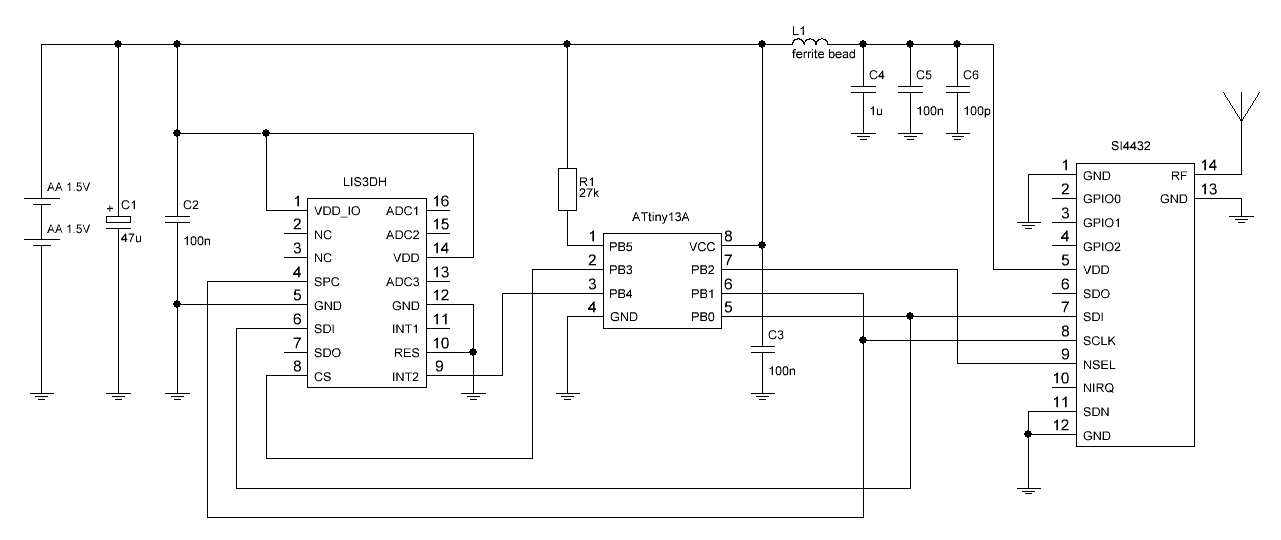 L1
ferrite bead
C4
1u
C5
100n
C6
100p
AA 1.5V
AA 1.5V
+
C1
47u
C2
100n
LIS3DH
1 VDD_IO ADC1 16
2 NC ADC2 15
3 NC VDD 14
4 SPC ADC3 13
5 GND GND 12
6 SDI INT1 11
7 SDO RES 10
8 CS INT2 9
R1
27k
ATtiny13A
1 PB5 VCC 8
2 PB3 PB2 7
3 PB4 PB1 6
4 GND PB0 5
C3
100n
SI4432
1 GND RF 14
2 GPIO0 GND 13
3 GPIO1
4 GPIO2
5 VDD
6 SDO
7 SDI
8 SCLK
9 NSEL
10 NIRQ
11 SDN
12 GND